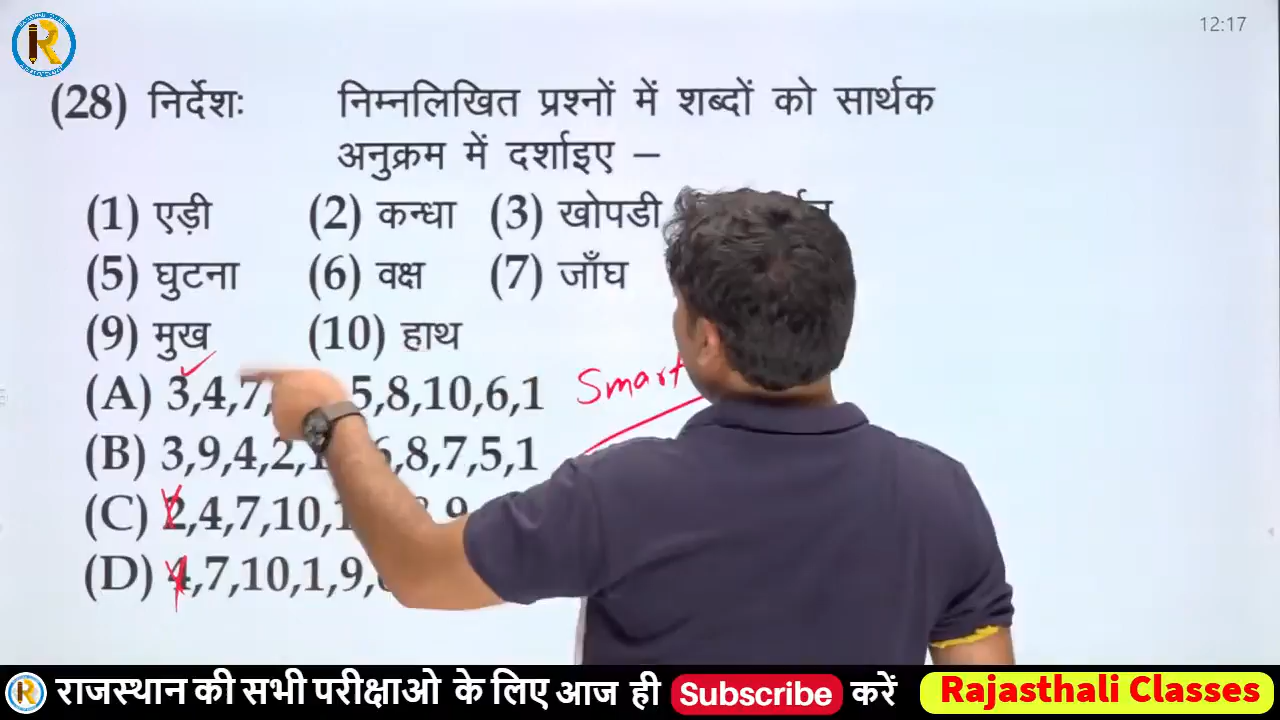 12:17
(28) निर्देशः निम्नलिखित प्रश्नों में शब्दों को सार्थक
अनुक्रम में दर्शाइए –
(1) एड़ी (2) कन्धा (3) खोपडी
(5) घुटना (6) वक्ष (7) जाँघ
(9) मुख (10) हाथ
(A) 3,4,7, 5,8,10,6,1
Smart
(B) 3,9,4,2, ,8,7,5,1
(C) 2,4,7,10,
(D) 4,7,10,1,9,
राजस्थान की सभी परीक्षाओ के लिए आज ही Subscribe करें Rajasthali Classes